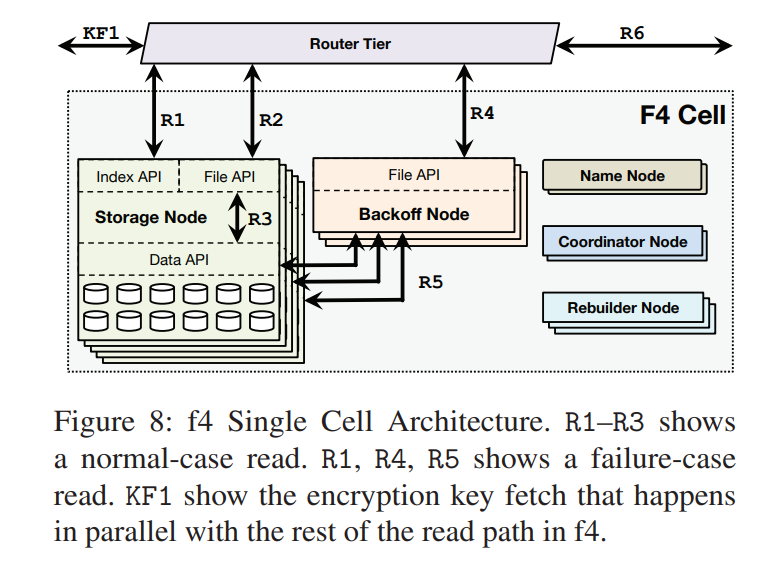 KF1
Router Tier
R6
R1
R2
R4
F4 Cell
Index API
File API
Storage Node
R3
Data API
File API
Backoff Node
R5
Name Node
Coordinator Node
Rebuilder Node
Figure 8: f4 Single Cell Architecture. R1–R3 shows
a normal-case read. R1, R4, R5 shows a failure-case
read. KF1 show the encryption key fetch that happens
in parallel with the rest of the read path in f4.